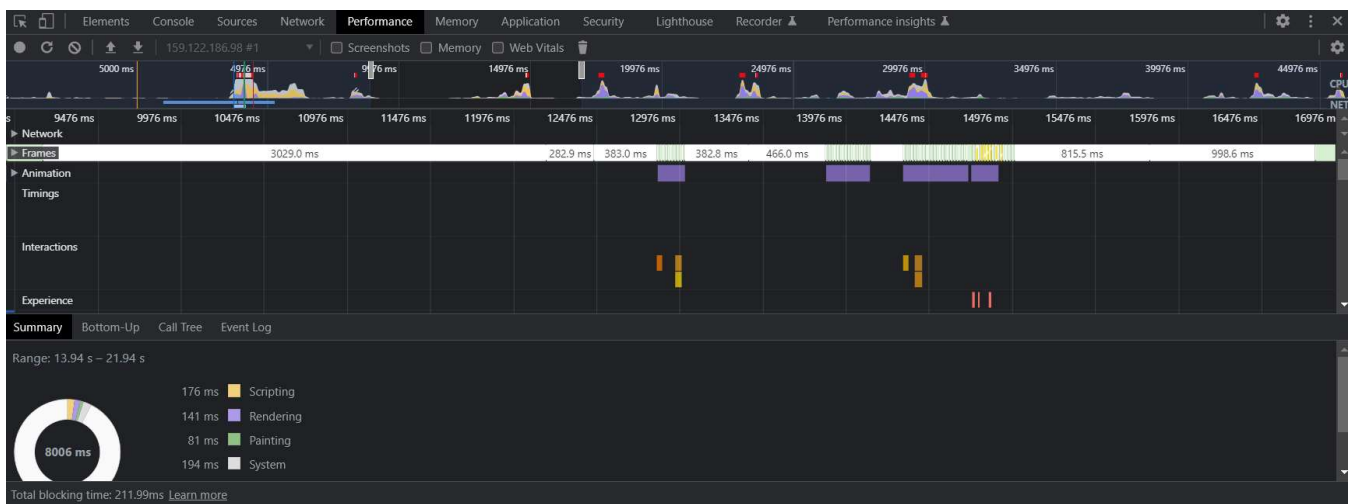 Elements Console Sources Network Performance Memory Application Security Lighthouse Recorder Performance insights
159.122.186.98 #1 Screenshots Memory Web Vitals
5000 ms 4976 ms 9976 ms 14976 ms 19976 ms 24976 ms 29976 ms 34976 ms 39976 ms 44976 ms
CPU
NET
s 9476 ms 9976 ms 10476 ms 10976 ms 11476 ms 11976 ms 12476 ms 12976 ms 13476 ms 13976 ms 14476 ms 14976 ms 15476 ms 15976 ms 16476 ms 16976 m
Network
Frames 3029.0 ms 282.9 ms 383.0 ms 382.8 ms 466.0 ms 815.5 ms 998.6 ms
Animation
Timings
Interactions
Experience
Summary Bottom-Up Call Tree Event Log
Range: 13.94 s – 21.94 s
176 ms Scripting
141 ms Rendering
81 ms Painting
8006 ms
194 ms System
Total blocking time: 211.99ms Learn more